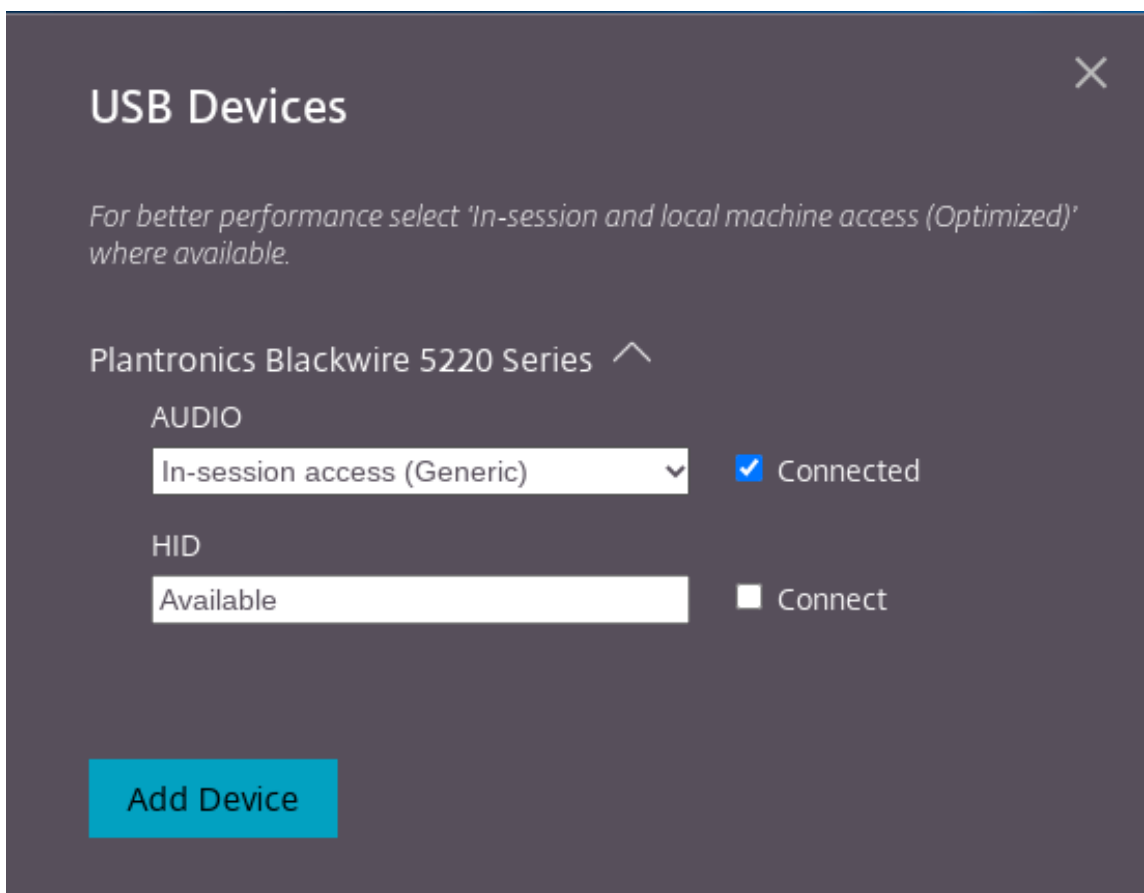 USB Devices
For better performance select 'In-session and local machine access (Optimized)'
where available.
Plantronics Blackwire 5220 Series
AUDIO
In-session access (Generic)
Connected
HID
Available
Connect
Add Device